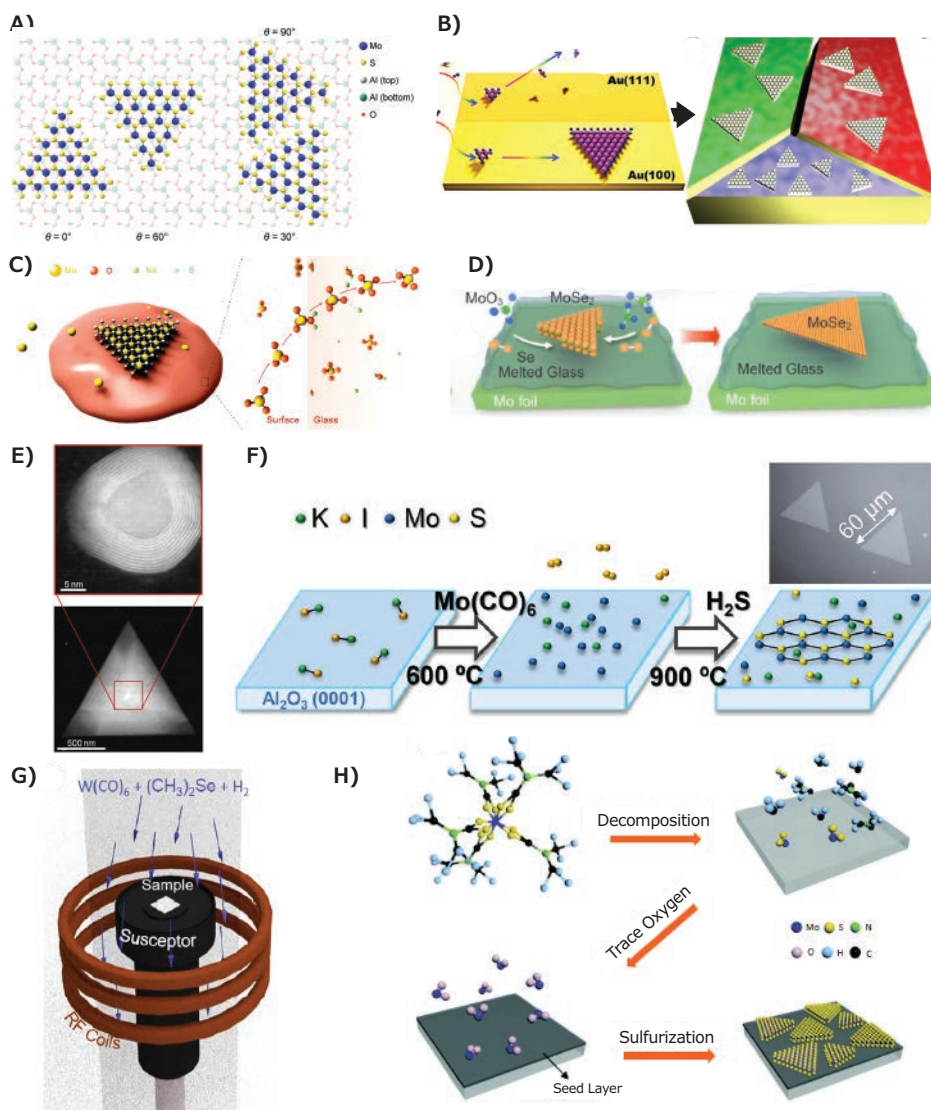 A)
θ = 90°
Mo
S
Al (top)
Al (bottom)
O
θ = 0°
θ = 60°
θ = 30°
B)
Au(111)
Au(100)
C)
Mo
O
Na
Surface
Glass
D)
MoO3
MoSe2
Se
Melted Glass
Mo foil
MoSe2
Melted Glass
Mo foil
E)
5 nm
500 nm
F)
K
I
Mo
S
60 μm
Mo(CO)6
600 ºC
H2S
900 ºC
Al2O3 (0001)
G)
W(CO)6 + (CH3)2Se + H2
Sample
Susceptor
RF Coils
H)
Decomposition
Trace Oxygen
Mo
S
N
O
H
C
Sulfurization
Seed Layer